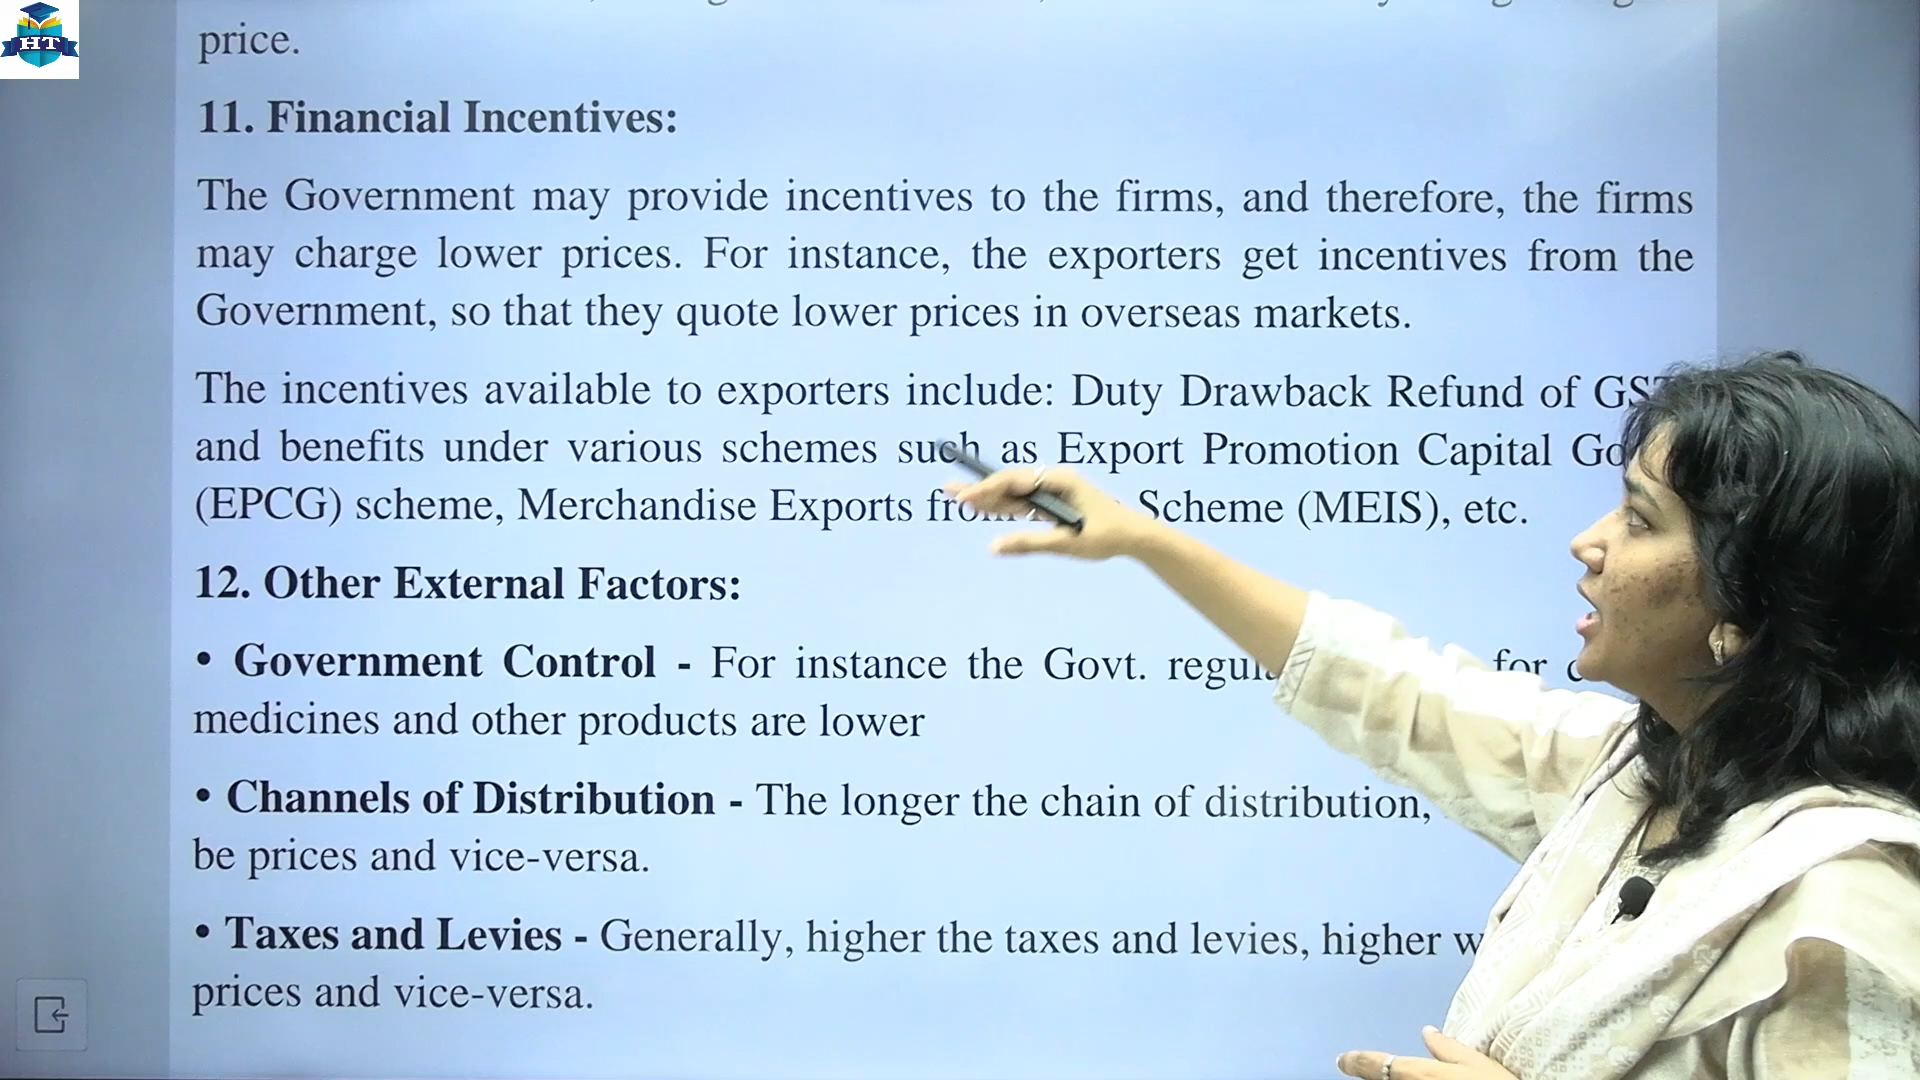 HT
price.
11. Financial Incentives:
The Government may provide incentives to the firms, and therefore, the firms
may charge lower prices. For instance, the exporters get incentives from the
Government, so that they quote lower prices in overseas markets.
The incentives available to exporters include: Duty Drawback Refund of
and benefits under various schemes such as Export Promotion Capital
(EPCG) scheme, Merchandise Exports Scheme (MEIS), etc.
12. Other External Factors:
• Government Control - For instance the Govt. for
medicines and other products are lower
• Channels of Distribution - The longer the chain of distribution,
be prices and vice-versa.
• Taxes and Levies - Generally, higher the taxes and levies, higher
prices and vice-versa.